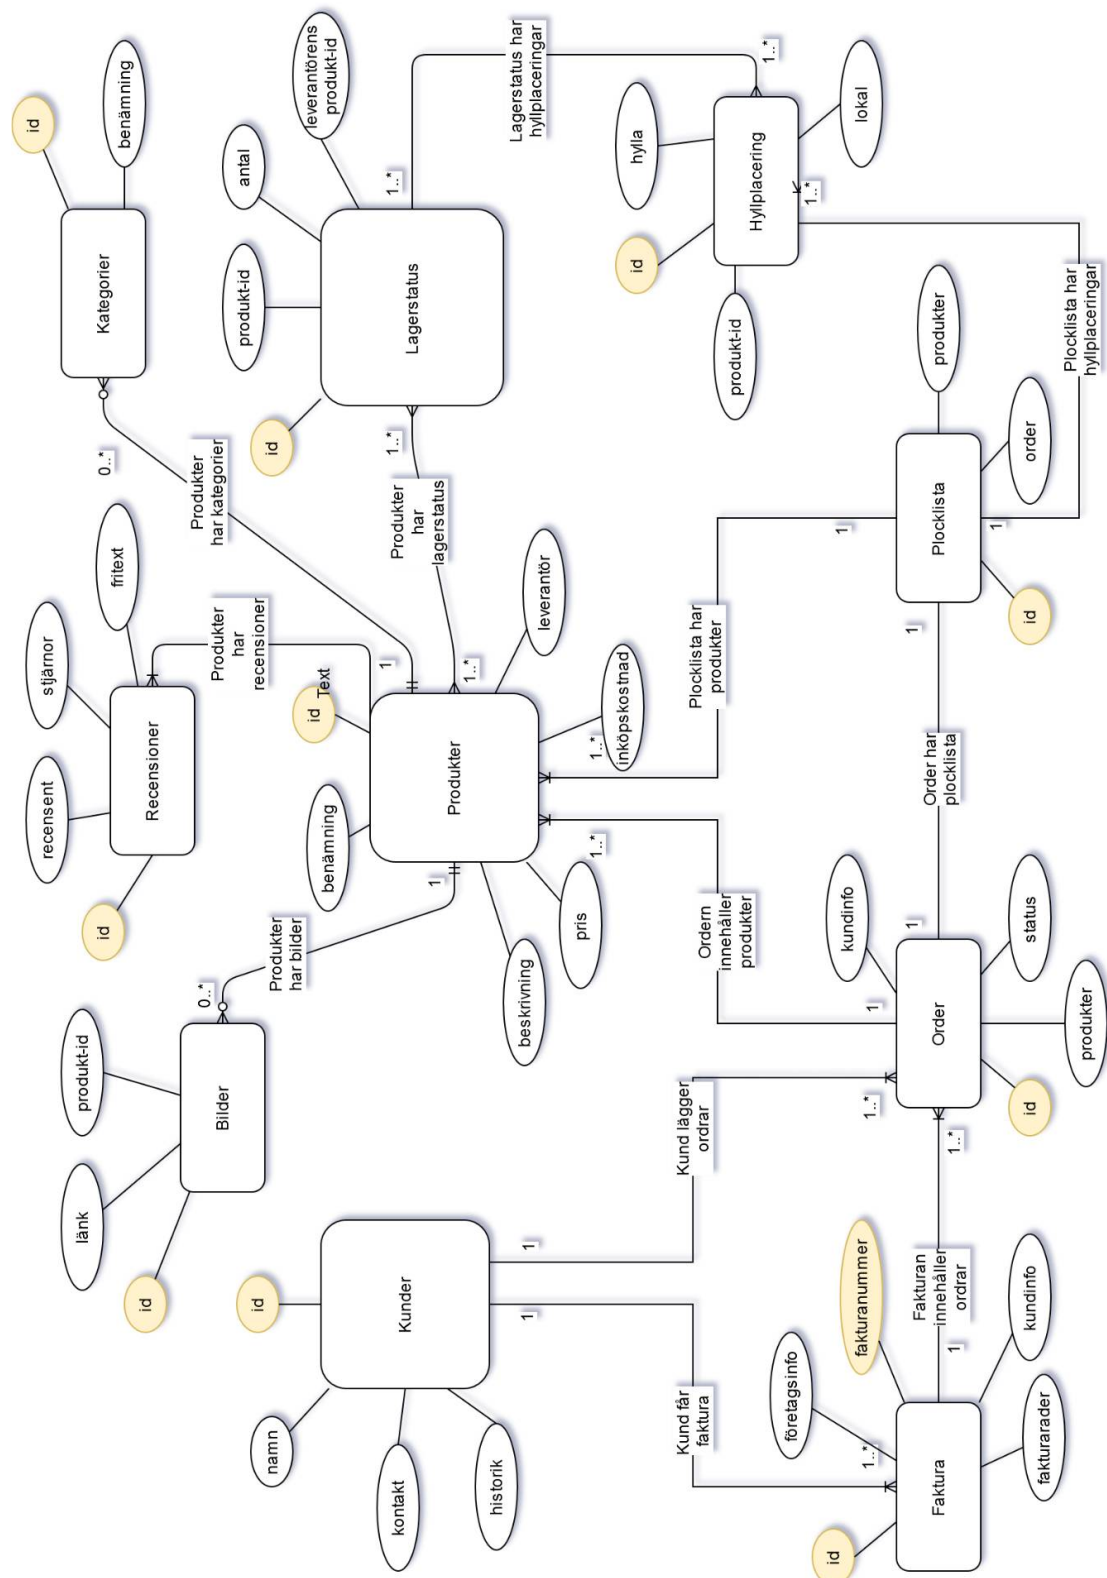 id
benämning
Kategorier
0..*
Produkter
har kategorier
1
leverantörens
produkt-id
antal
produkt-id
id
Lagerstatus
1..*
1..*
Produkter
har
lagerstatus
1..*
Lagerstatus har
hyllplaceringar
1..*
hylla
id
produkt-id
lokal
Hyllplacering
1..*
Plocklista har
hyllplaceringar
1
fritext
stjärnor
recensent
id
Recensioner
Produkter
har
recensioner
id
Text
benämning
beskrivning
pris
inköpskostnad
leverantör
Produkter
1..*
Plocklista har
produkter
1
produkter
order
id
Plocklista
1
Order har
plocklista
1
1
Produkter
har bilder
0..*
produkt-id
länk
id
Bilder
1..*
Ordern
innehåller
produkter
1
kundinfo
status
produkter
id
Order
1..*
Kund lägger
ordrar
1
id
namn
kontakt
historik
Kunder
1
Kund får
faktura
1..*
1..*
Fakturan
innehåller
ordrar
1
fakturanummer
företagsinfo
kundinfo
fakturarader
id
Faktura